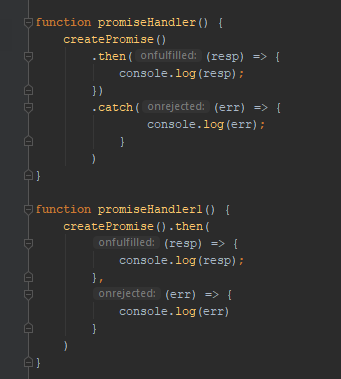 function promiseHandler() {
    createPromise()
        .then( onfulfilled: (resp) => {
            console.log(resp);
        })
        .catch( onrejected: (err) => {
                console.log(err);
            }
        )
}

function promiseHandler1() {
    createPromise().then(
        onfulfilled: (resp) => {
            console.log(resp);
        },
        onrejected: (err) => {
            console.log(err)
        }
    )
}